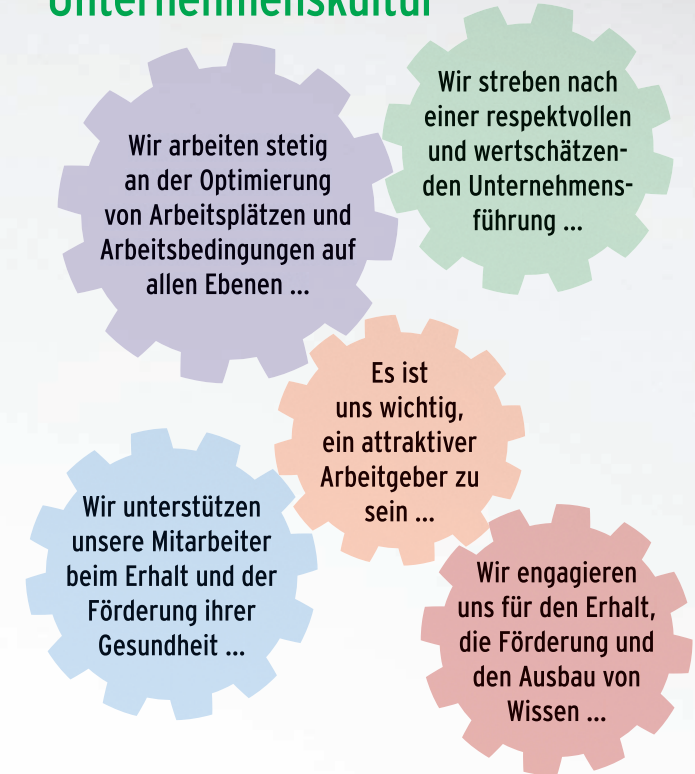 Unternehmenskultur
Wir arbeiten stetig
an der Optimierung
von Arbeitsplätzen und
Arbeitsbedingungen auf
allen Ebenen ...
Wir streben nach
einer respektvollen
und wertschätzen-
den Unternehmens-
führung ...
Es ist
uns wichtig,
ein attraktiver
Arbeitgeber zu
sein ...
Wir unterstützen
unsere Mitarbeiter
beim Erhalt und der
Förderung ihrer
Gesundheit ...
Wir engagieren
uns für den Erhalt,
die Förderung und
den Ausbau von
Wissen ...